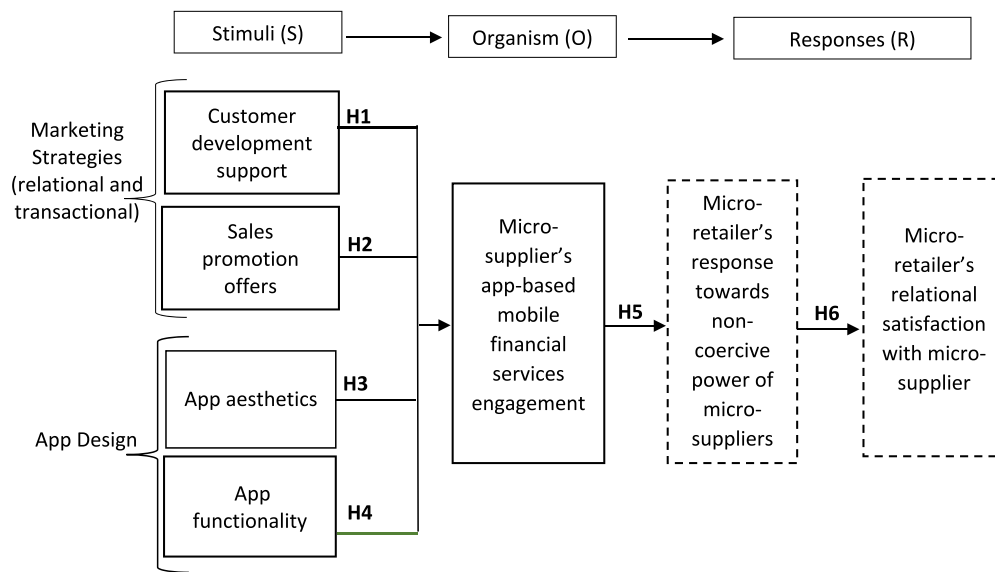 Stimuli (S)
Organism (O)
Responses (R)
Marketing
Strategies
(relational and
transactional)
Customer
development
support
H1
Sales
promotion
offers
H2
App Design
App aesthetics
H3
App
functionality
H4
Micro-
supplier’s
app-based
mobile
financial
services
engagement
H5
Micro-
retailer’s
response
towards
non-
coercive
power of
micro-
suppliers
H6
Micro-
retailer’s
relational
satisfaction
with micro-
supplier